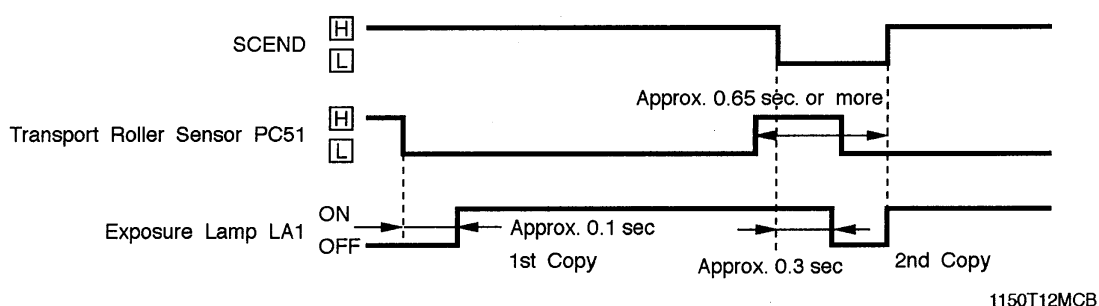 SCEND
H
L
Approx. 0.65 sec. or more
Transport Roller Sensor PC51
H
L
Exposure Lamp LA1
ON
OFF
Approx. 0.1 sec
1st Copy
Approx. 0.3 sec
2nd Copy
1150T12MCB